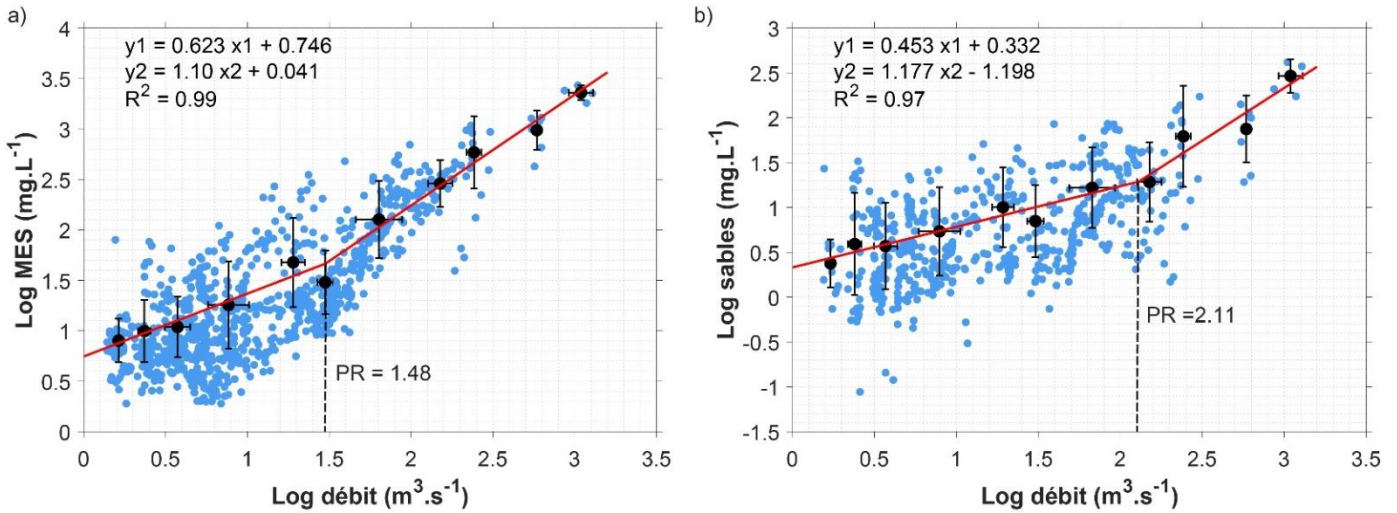 a)
y1 = 0.623 x1 + 0.746
y2 = 1.10 x2 + 0.041
R² = 0.99
4
3.5
3
2.5
2
1.5
1
0.5
0
Log MES (mg.L⁻¹)
PR = 1.48
0 0.5 1 1.5 2 2.5 3 3.5
Log débit (m³.s⁻¹)
b)
y1 = 0.453 x1 + 0.332
y2 = 1.177 x2 - 1.198
R² = 0.97
3
2.5
2
1.5
1
0.5
0
-0.5
-1
-1.5
Log sables (mg.L⁻¹)
PR =2.11
0 0.5 1 1.5 2 2.5 3 3.5
Log débit (m³.s⁻¹)